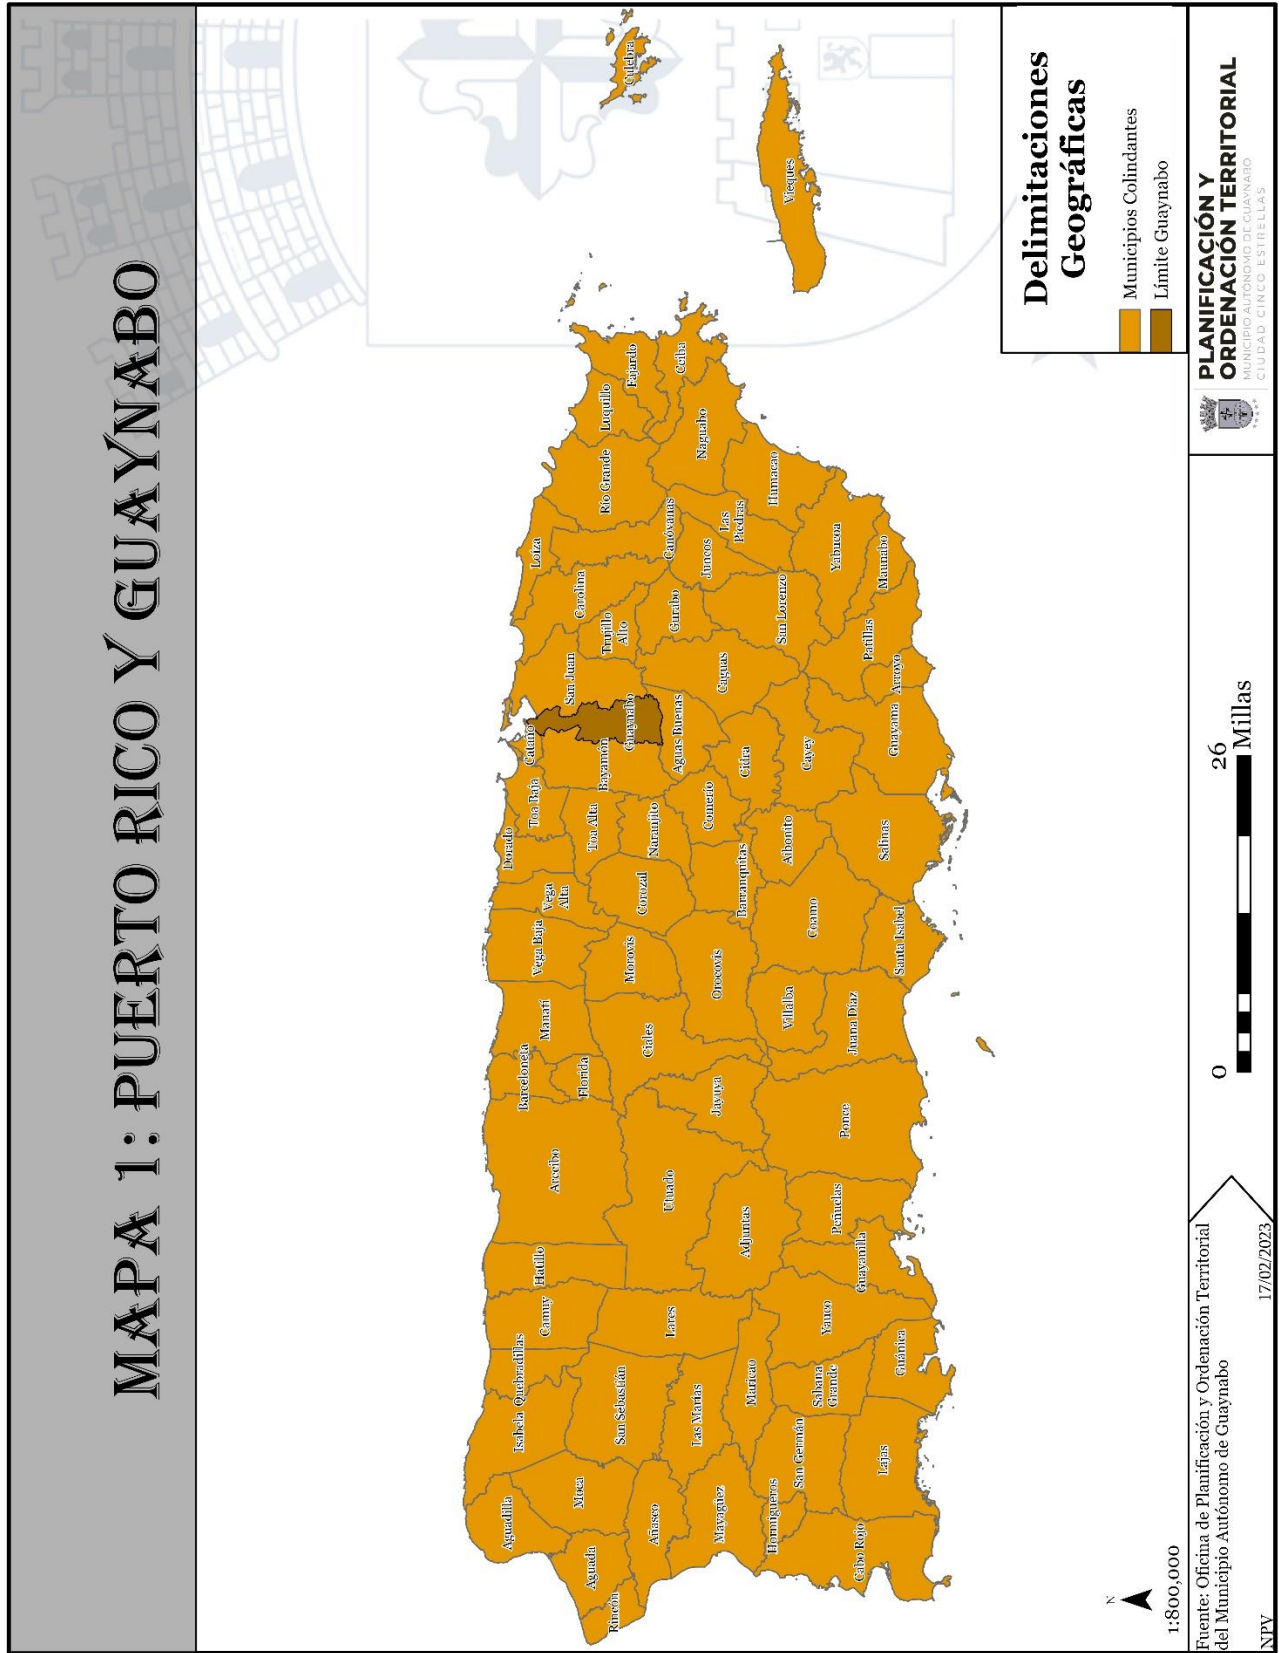 MAPA 1: PUERTO RICO Y GUAYNABO
Culebra
Vieques
Fajardo
Ceiba
Luquillo
Naguabo
Río Grande
Humacao
Loíza
Canóvanas
Las
Piedras
Juncos
Yabucoa
Maunabo
Carolina
Trujillo
Alto
Gurabo
San Lorenzo
Patillas
Arroyo
San Juan
Caguas
Guaynabo
Aguas Buenas
Guayama
Cataño
Bayamón
Cidra
Cayey
Toa Baja
Toa Alta
Naranjito
Comerío
Aibonito
Salinas
Dorado
Vega
Alta
Corozal
Barranquitas
Coamo
Santa Isabel
Vega Baja
Morovis
Orocovis
Villalba
Juana Díaz
Manatí
Ciales
Barceloneta
Florida
Jayuya
Ponce
Arecibo
Utuado
Adjuntas
Peñuelas
Guayanilla
Hatillo
Camuy
Lares
Yauco
Guánica
Quebradillas
Isabela
San Sebastián
Las Marías
Maricao
Sabana
Grande
San Germán
Lajas
Aguadilla
Moca
Añasco
Mayagüez
Hormigueros
Cabo Rojo
Aguada
Rincón
Delimitaciones
Geográficas
Municipios Colindantes
Límite Guaynabo
N
1:800,000
0 26
Millas
Fuente: Oficina de Planificación y Ordenación Territorial
del Municipio Autónomo de Guaynabo
NPV 17/02/2023
PLANIFICACIÓN Y
ORDENACIÓN TERRITORIAL
MUNICIPIO AUTÓNOMO DE GUAYNABO
CIUDAD CINCO ESTRELLAS